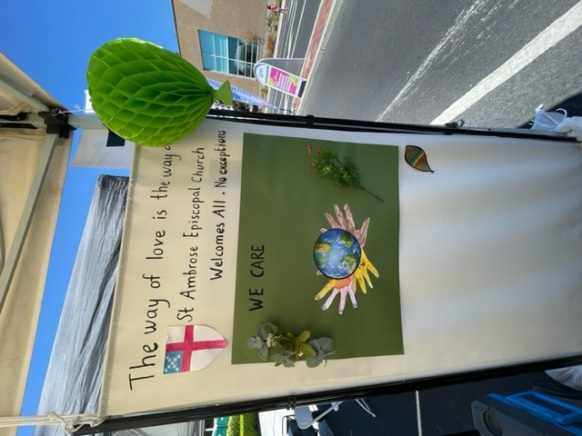 The way of love is the way
St Ambrose Episcopal Church
Welcomes All - No exceptions
WE CARE